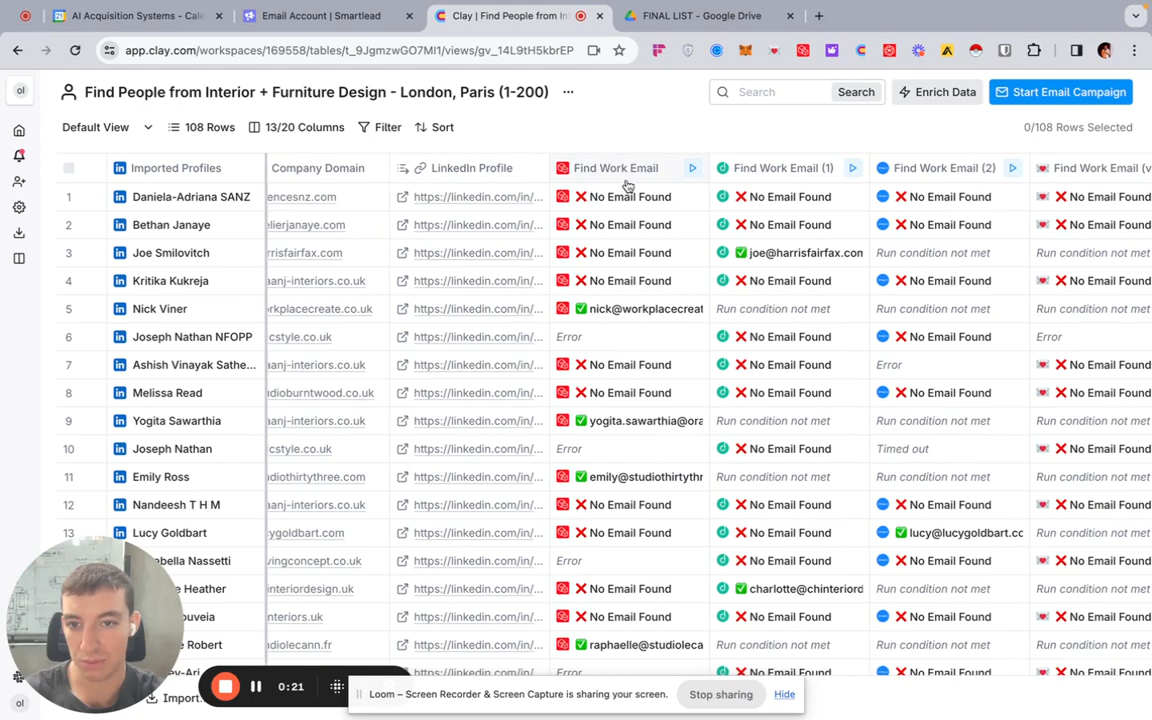 AI Acquisition Systems - Cale
Email Account | Smartlead
Clay | Find People from In
FINAL LIST - Google Drive
app.clay.com/workspaces/169558/tables/t_9JgmzwGO7MI1/views/gv_14L9tH5kbrEP
ol
Find People from Interior + Furniture Design - London, Paris (1-200)
Search
Search
Enrich Data
Start Email Campaign
Default View
108 Rows
13/20 Columns
Filter
Sort
0/108 Rows Selected
Imported Profiles Company Domain LinkedIn Profile Find Work Email Find Work Email (1) Find Work Email (2) Find Work Email (v
1 Daniela-Adriana SANZ encesnz.com https://linkedin.com/in/... ❌ No Email Found ❌ No Email Found ❌ No Email Found ❌ No Email Found
2 Bethan Janaye elierjanaye.com https://linkedin.com/in/... ❌ No Email Found ❌ No Email Found ❌ No Email Found ❌ No Email Found
3 Joe Smilovitch rrisfairfax.com https://linkedin.com/in/... ❌ No Email Found ✅ joe@harrisfairfax.com Run condition not met Run condition not met
4 Kritika Kukreja aanj-interiors.co.uk https://linkedin.com/in/... ❌ No Email Found ❌ No Email Found ❌ No Email Found ❌ No Email Found
5 Nick Viner rkplacecreate.co.uk https://linkedin.com/in/... ✅ nick@workplacecreat Run condition not met Run condition not met Run condition not met
6 Joseph Nathan NFOPP cstyle.co.uk https://linkedin.com/in/... Error ❌ No Email Found ❌ No Email Found Error
7 Ashish Vinayak Sathe... aanj-interiors.co.uk https://linkedin.com/in/... ❌ No Email Found ❌ No Email Found Error ❌ No Email Found
8 Melissa Read udioburntwood.co.uk https://linkedin.com/in/... ❌ No Email Found ❌ No Email Found ❌ No Email Found ❌ No Email Found
9 Yogita Sawarthia aanj-interiors.co.uk https://linkedin.com/in/... ✅ yogita.sawarthia@ora Run condition not met Run condition not met Run condition not met
10 Joseph Nathan cstyle.co.uk https://linkedin.com/in/... Error ❌ No Email Found Timed out ❌ No Email Found
11 Emily Ross udiothirtythree.com https://linkedin.com/in/... ✅ emily@studiothirtythr Run condition not met Run condition not met Run condition not met
12 Nandeesh T H M aanj-interiors.co.uk https://linkedin.com/in/... ❌ No Email Found ❌ No Email Found ❌ No Email Found ❌ No Email Found
13 Lucy Goldbart ygoldbart.com https://linkedin.com/in/... ❌ No Email Found ❌ No Email Found ✅ lucy@lucygoldbart.cc Run condition not met
abella Nassetti vingconcept.co.uk https://linkedin.com/in/... Error ❌ No Email Found ❌ No Email Found ❌ No Email Found
e Heather interiordesign.uk https://linkedin.com/in/... ❌ No Email Found ✅ charlotte@chinteriord Run condition not met Run condition not met
ouveia interiors.uk https://linkedin.com/in/... ❌ No Email Found ❌ No Email Found ❌ No Email Found ❌ No Email Found
e Robert udiolecann.fr https://linkedin.com/in/... ✅ raphaelle@studioleca Run condition not met Run condition not met Run condition not met
ey-Ari Error ❌ No Email Found ❌ No Email Found ❌ No Email Found
ol
Import
0:21
Loom – Screen Recorder & Screen Capture is sharing your screen.
Stop sharing
Hide